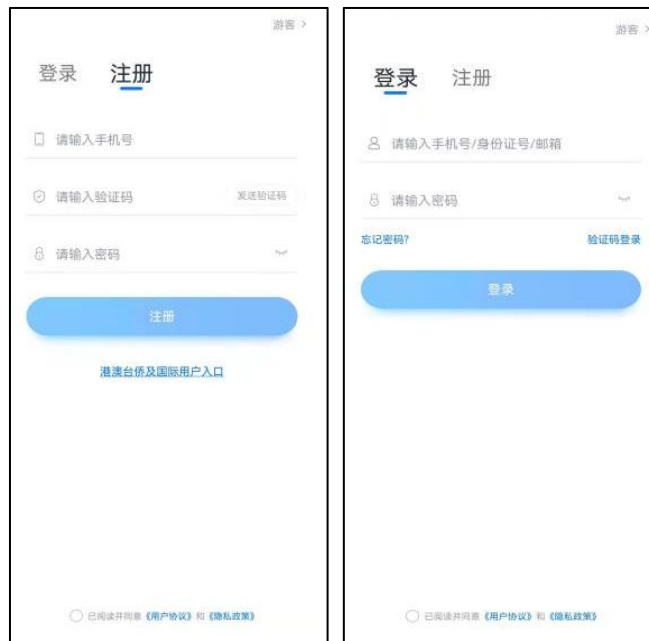 游客 >
登录 注册
请输入手机号
请输入验证码 发送验证码
请输入密码
注册
港澳台侨及国际用户入口
已阅读并同意《用户协议》和《隐私政策》
游客 >
登录 注册
请输入手机号/身份证号/邮箱
请输入密码
忘记密码? 验证码登录
登录
已阅读并同意《用户协议》和《隐私政策》